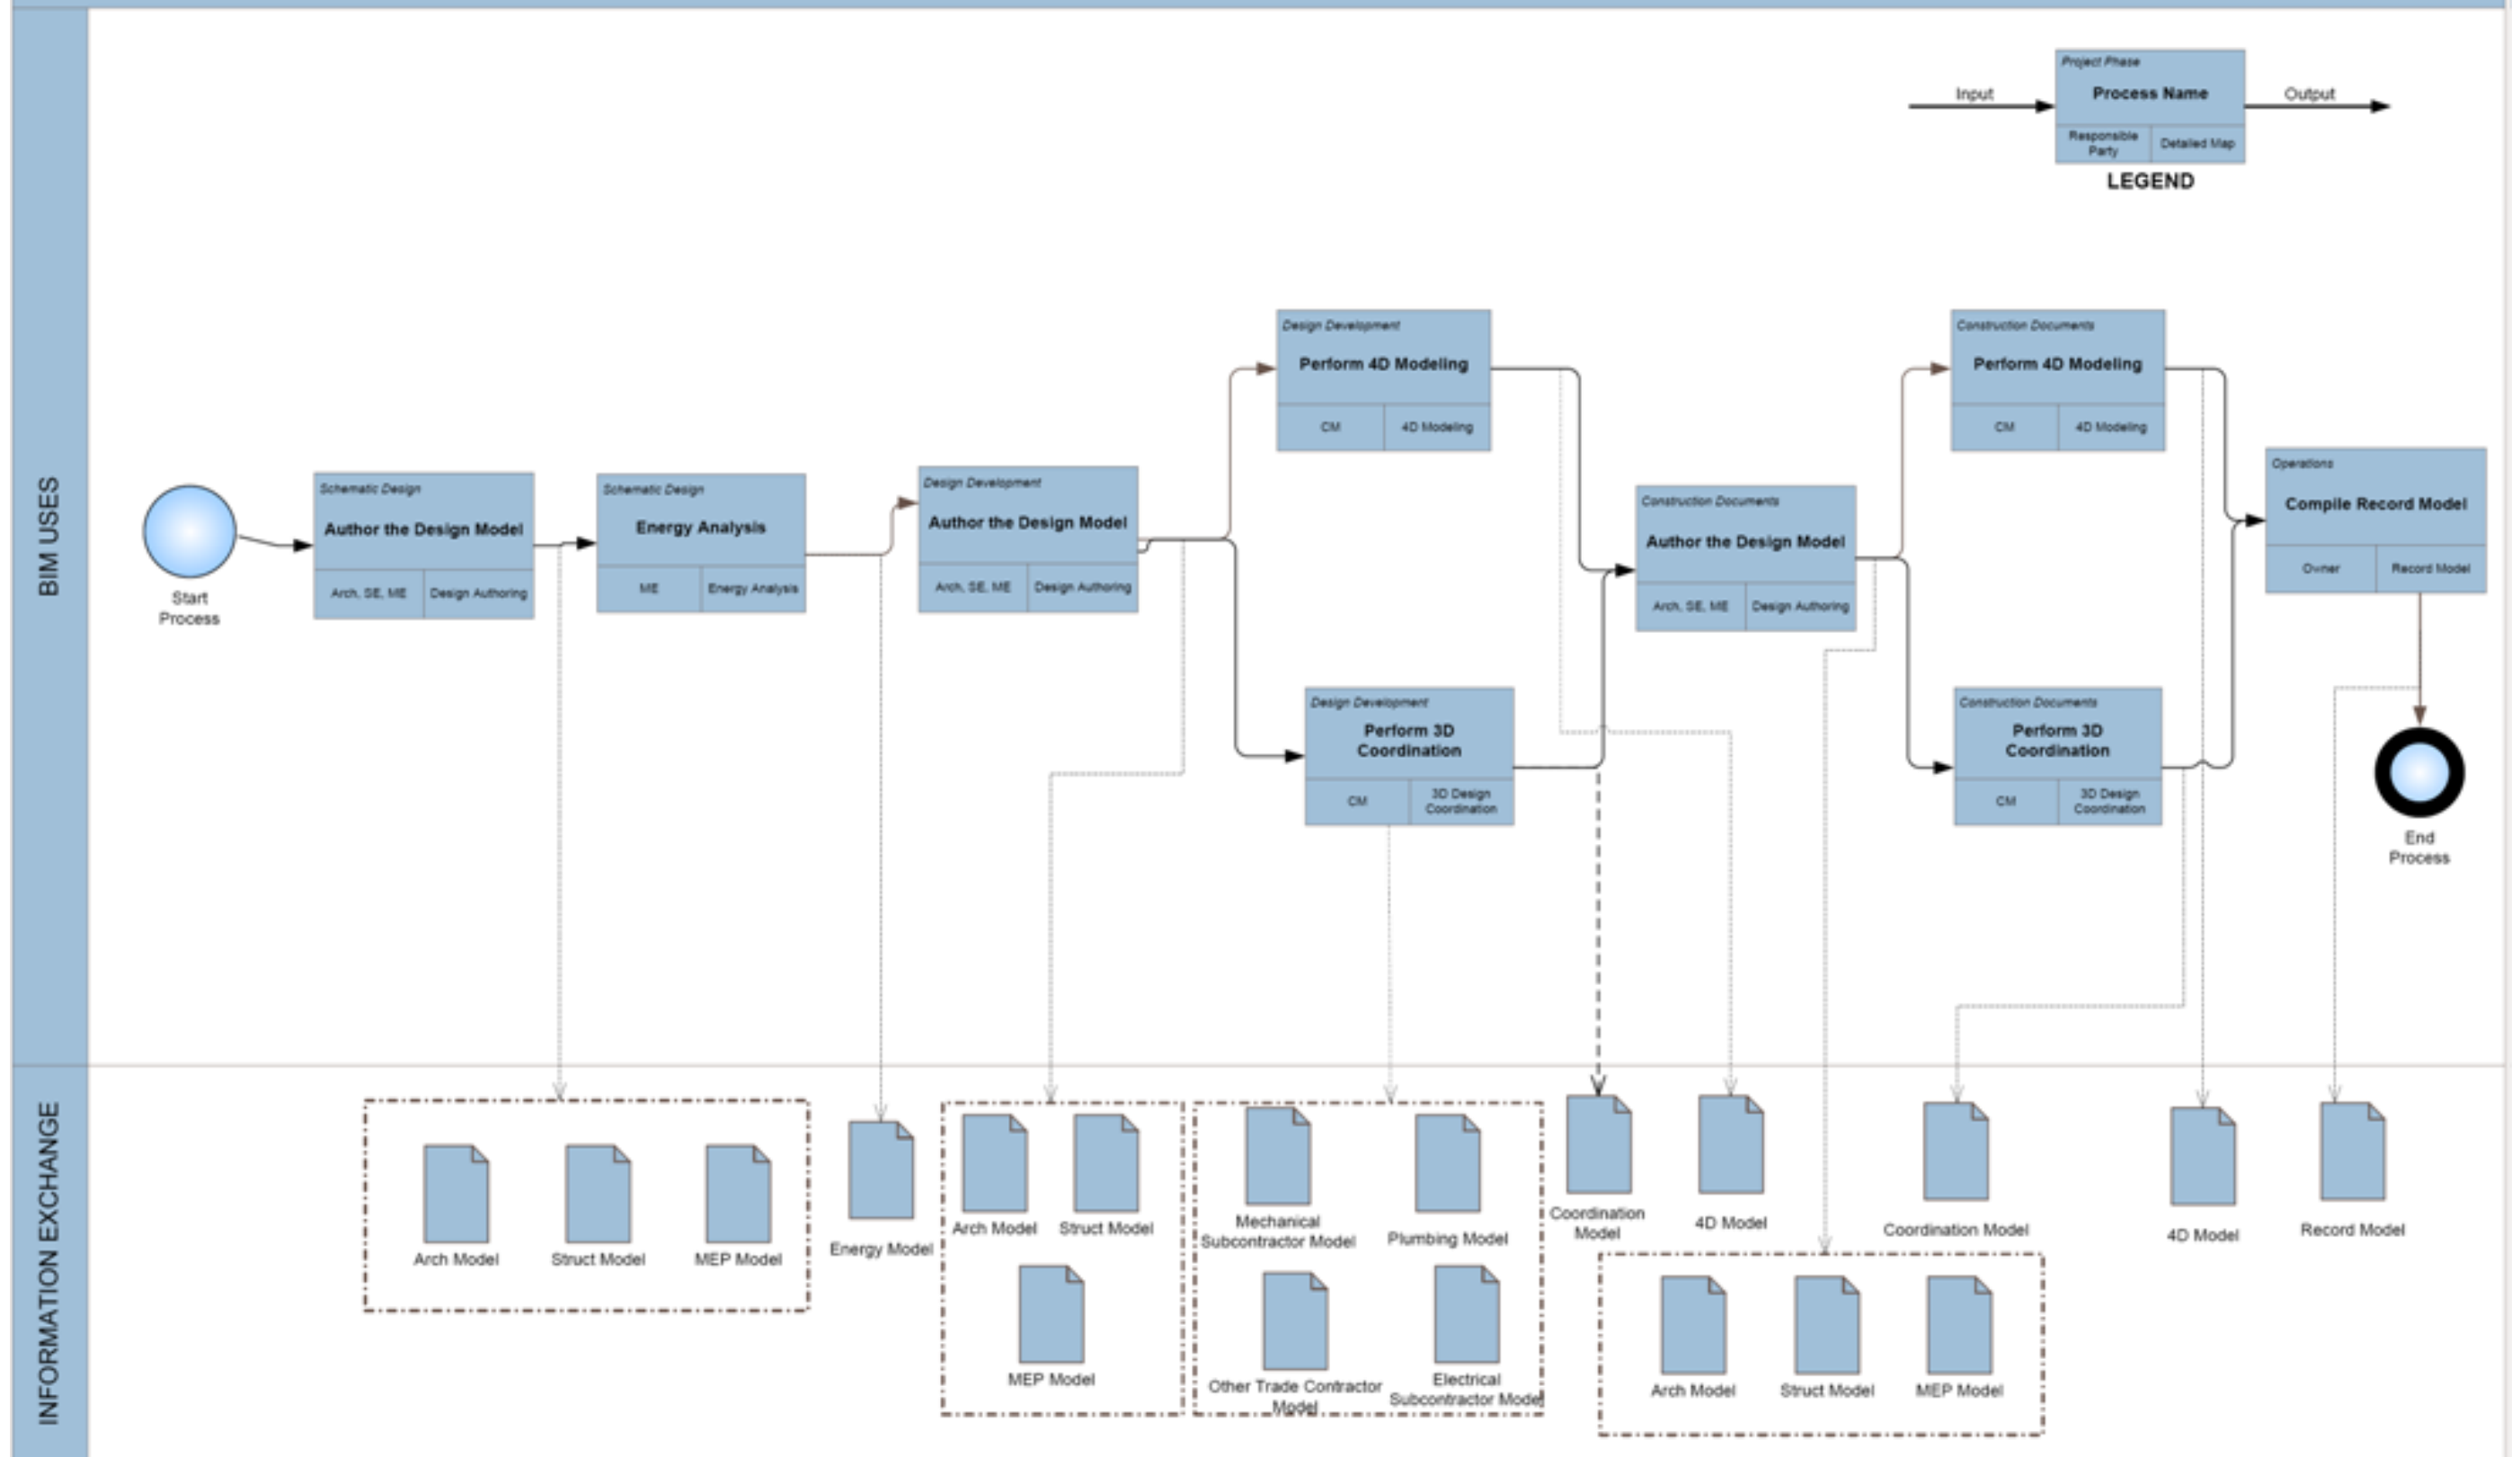 BIM USES
Project Phase
Process Name
Input
Output
Responsible
Party
Detailed Map
LEGEND
Start
Process
Schematic Design
Author the Design Model
Arch, SE, ME
Design Authoring
Schematic Design
Energy Analysis
ME
Energy Analysis
Design Development
Author the Design Model
Arch, SE, ME
Design Authoring
Design Development
Perform 4D Modeling
CM
4D Modeling
Design Development
Perform 3D
Coordination
CM
3D Design
Coordination
Construction Documents
Author the Design Model
Arch, SE, ME
Design Authoring
Construction Documents
Perform 4D Modeling
CM
4D Modeling
Construction Documents
Perform 3D
Coordination
CM
3D Design
Coordination
Operations
Compile Record Model
Owner
Record Model
End
Process
INFORMATION EXCHANGE
Arch Model
Struct Model
MEP Model
Energy Model
Arch Model
Struct Model
MEP Model
Mechanical
Subcontractor Model
Plumbing Model
Other Trade Contractor
Model
Electrical
Subcontractor Model
Coordination
Model
4D Model
Arch Model
Struct Model
MEP Model
Coordination Model
4D Model
Record Model